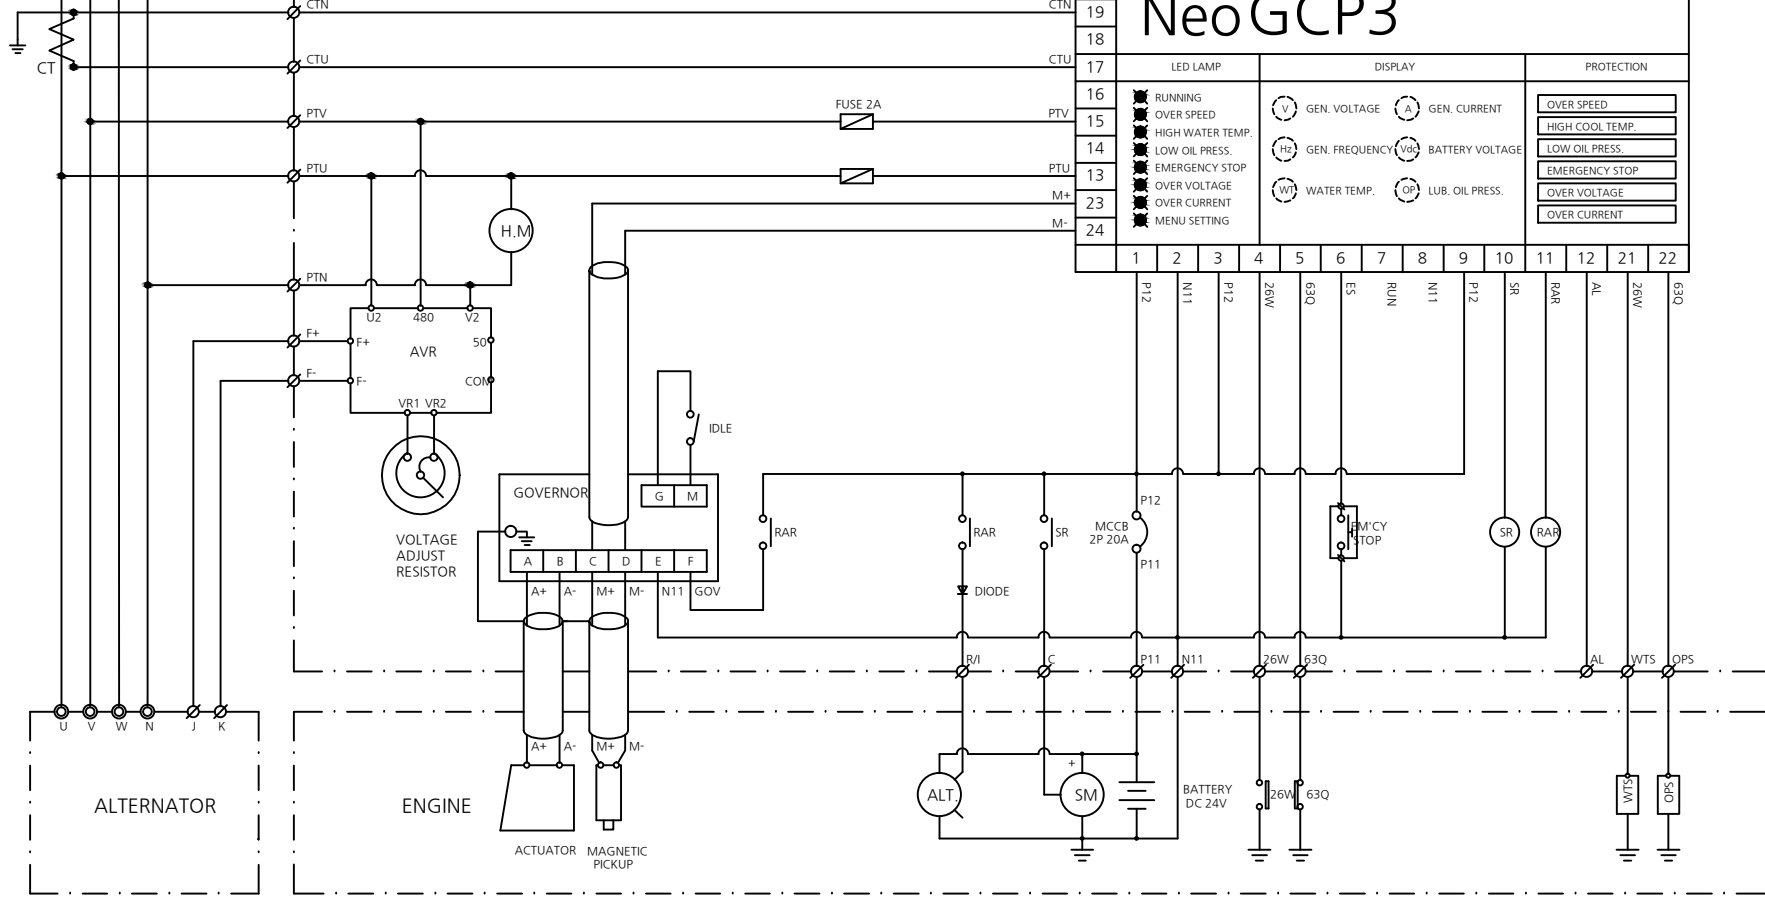 CTN
CTN
19
NeoGCP3
18
CT
CTU
CTU
17
LED LAMP
DISPLAY
PROTECTION
16
RUNNING
V
GEN. VOLTAGE
A
GEN. CURRENT
OVER SPEED
PTV
FUSE 2A
PTV
15
OVER SPEED
HIGH COOL TEMP.
HIGH WATER TEMP.
14
LOW OIL PRESS.
Hz
GEN. FREQUENCY
Vdc
BATTERY VOLTAGE
LOW OIL PRESS.
PTU
PTU
13
EMERGENCY STOP
EMERGENCY STOP
OVER VOLTAGE
WT
WATER TEMP.
OP
LUB. OIL PRESS.
OVER VOLTAGE
M+
23
OVER CURRENT
OVER CURRENT
M-
24
MENU SETTING
H.M
1 2 3 4 5 6 7 8 9 10 11 12 21 22
P12 N11 P12 26W 63Q ES RUN N11 P12 SR RAR AL 26W 63Q
PTN
U2 480 V2
F+
F+
AVR
50
F-
F-
COM
VR1 VR2
IDLE
GOVERNOR
G M
VOLTAGE
ADJUST
RESISTOR
RAR
RAR
SR
MCCB
2P 20A
P12
P11
EM'CY
STOP
SR
RAR
A B C D E F
A+ A- M+ M- N11 GOV
DIODE
R/I C P11 N11 26W 63Q AL WTS OPS
U V W N J K
A+ A- M+ M-
+
ALTERNATOR
ENGINE
ALT.
SM
BATTERY
DC 24V
26W
63Q
WTS
OPS
ACTUATOR
MAGNETIC
PICKUP